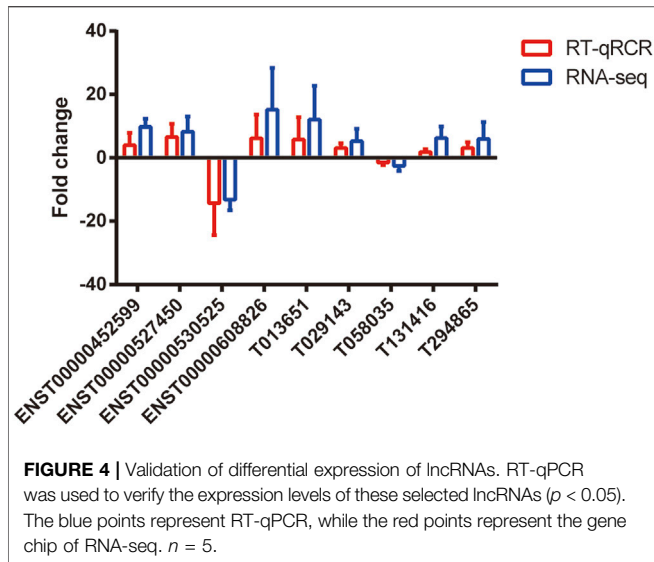 40
20
0
-20
-40
Fold change
RT-qRCR
RNA-seq
ENST00000452599
ENST00000527450
ENST00000530525
ENST00000608826
T013651
T029143
T058035
T131416
T294865
FIGURE 4 | Validation of differential expression of lncRNAs. RT-qPCR
was used to verify the expression levels of these selected lncRNAs (p < 0.05).
The blue points represent RT-qPCR, while the red points represent the gene
chip of RNA-seq. n = 5.